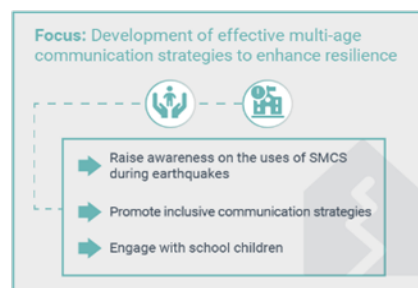 Focus: Development of effective multi-age
communication strategies to enhance resilience
Raise awareness on the uses of SMCS
during earthquakes
Promote inclusive communication strategies
Engage with school children